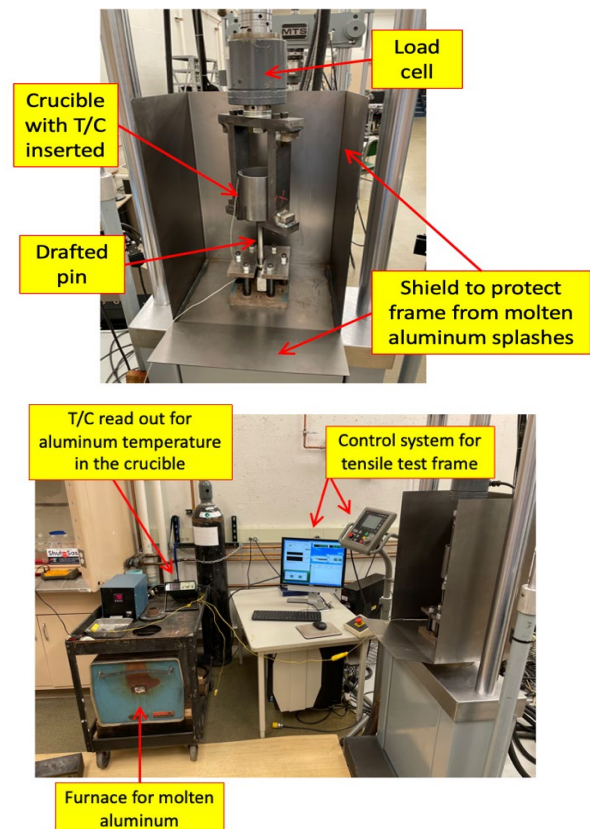 MTS
Load
cell
Crucible
with T/C
inserted
Drafted
pin
Shield to protect
frame from molten
aluminum splashes
T/C read out for
aluminum temperature
in the crucible
Control system for
tensile test frame
Furnace for molten
aluminum